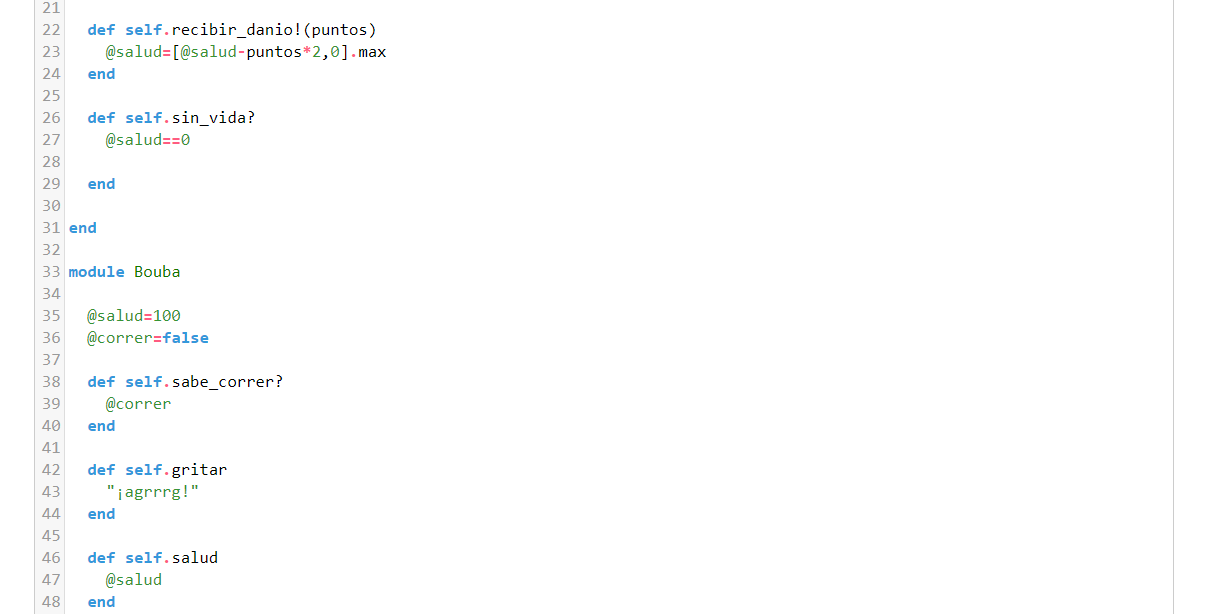 21
22 def self.recibir_danio!(puntos)
23 @salud=[@salud-puntos*2,0].max
24 end
25
26 def self.sin_vida?
27 @salud==0
28
29 end
30
31 end
32
33 module Bouba
34
35 @salud=100
36 @correr=false
37
38 def self.sabe_correr?
39 @correr
40 end
41
42 def self.gritar
43 "¡agrrrg!"
44 end
45
46 def self.salud
47 @salud
48 end